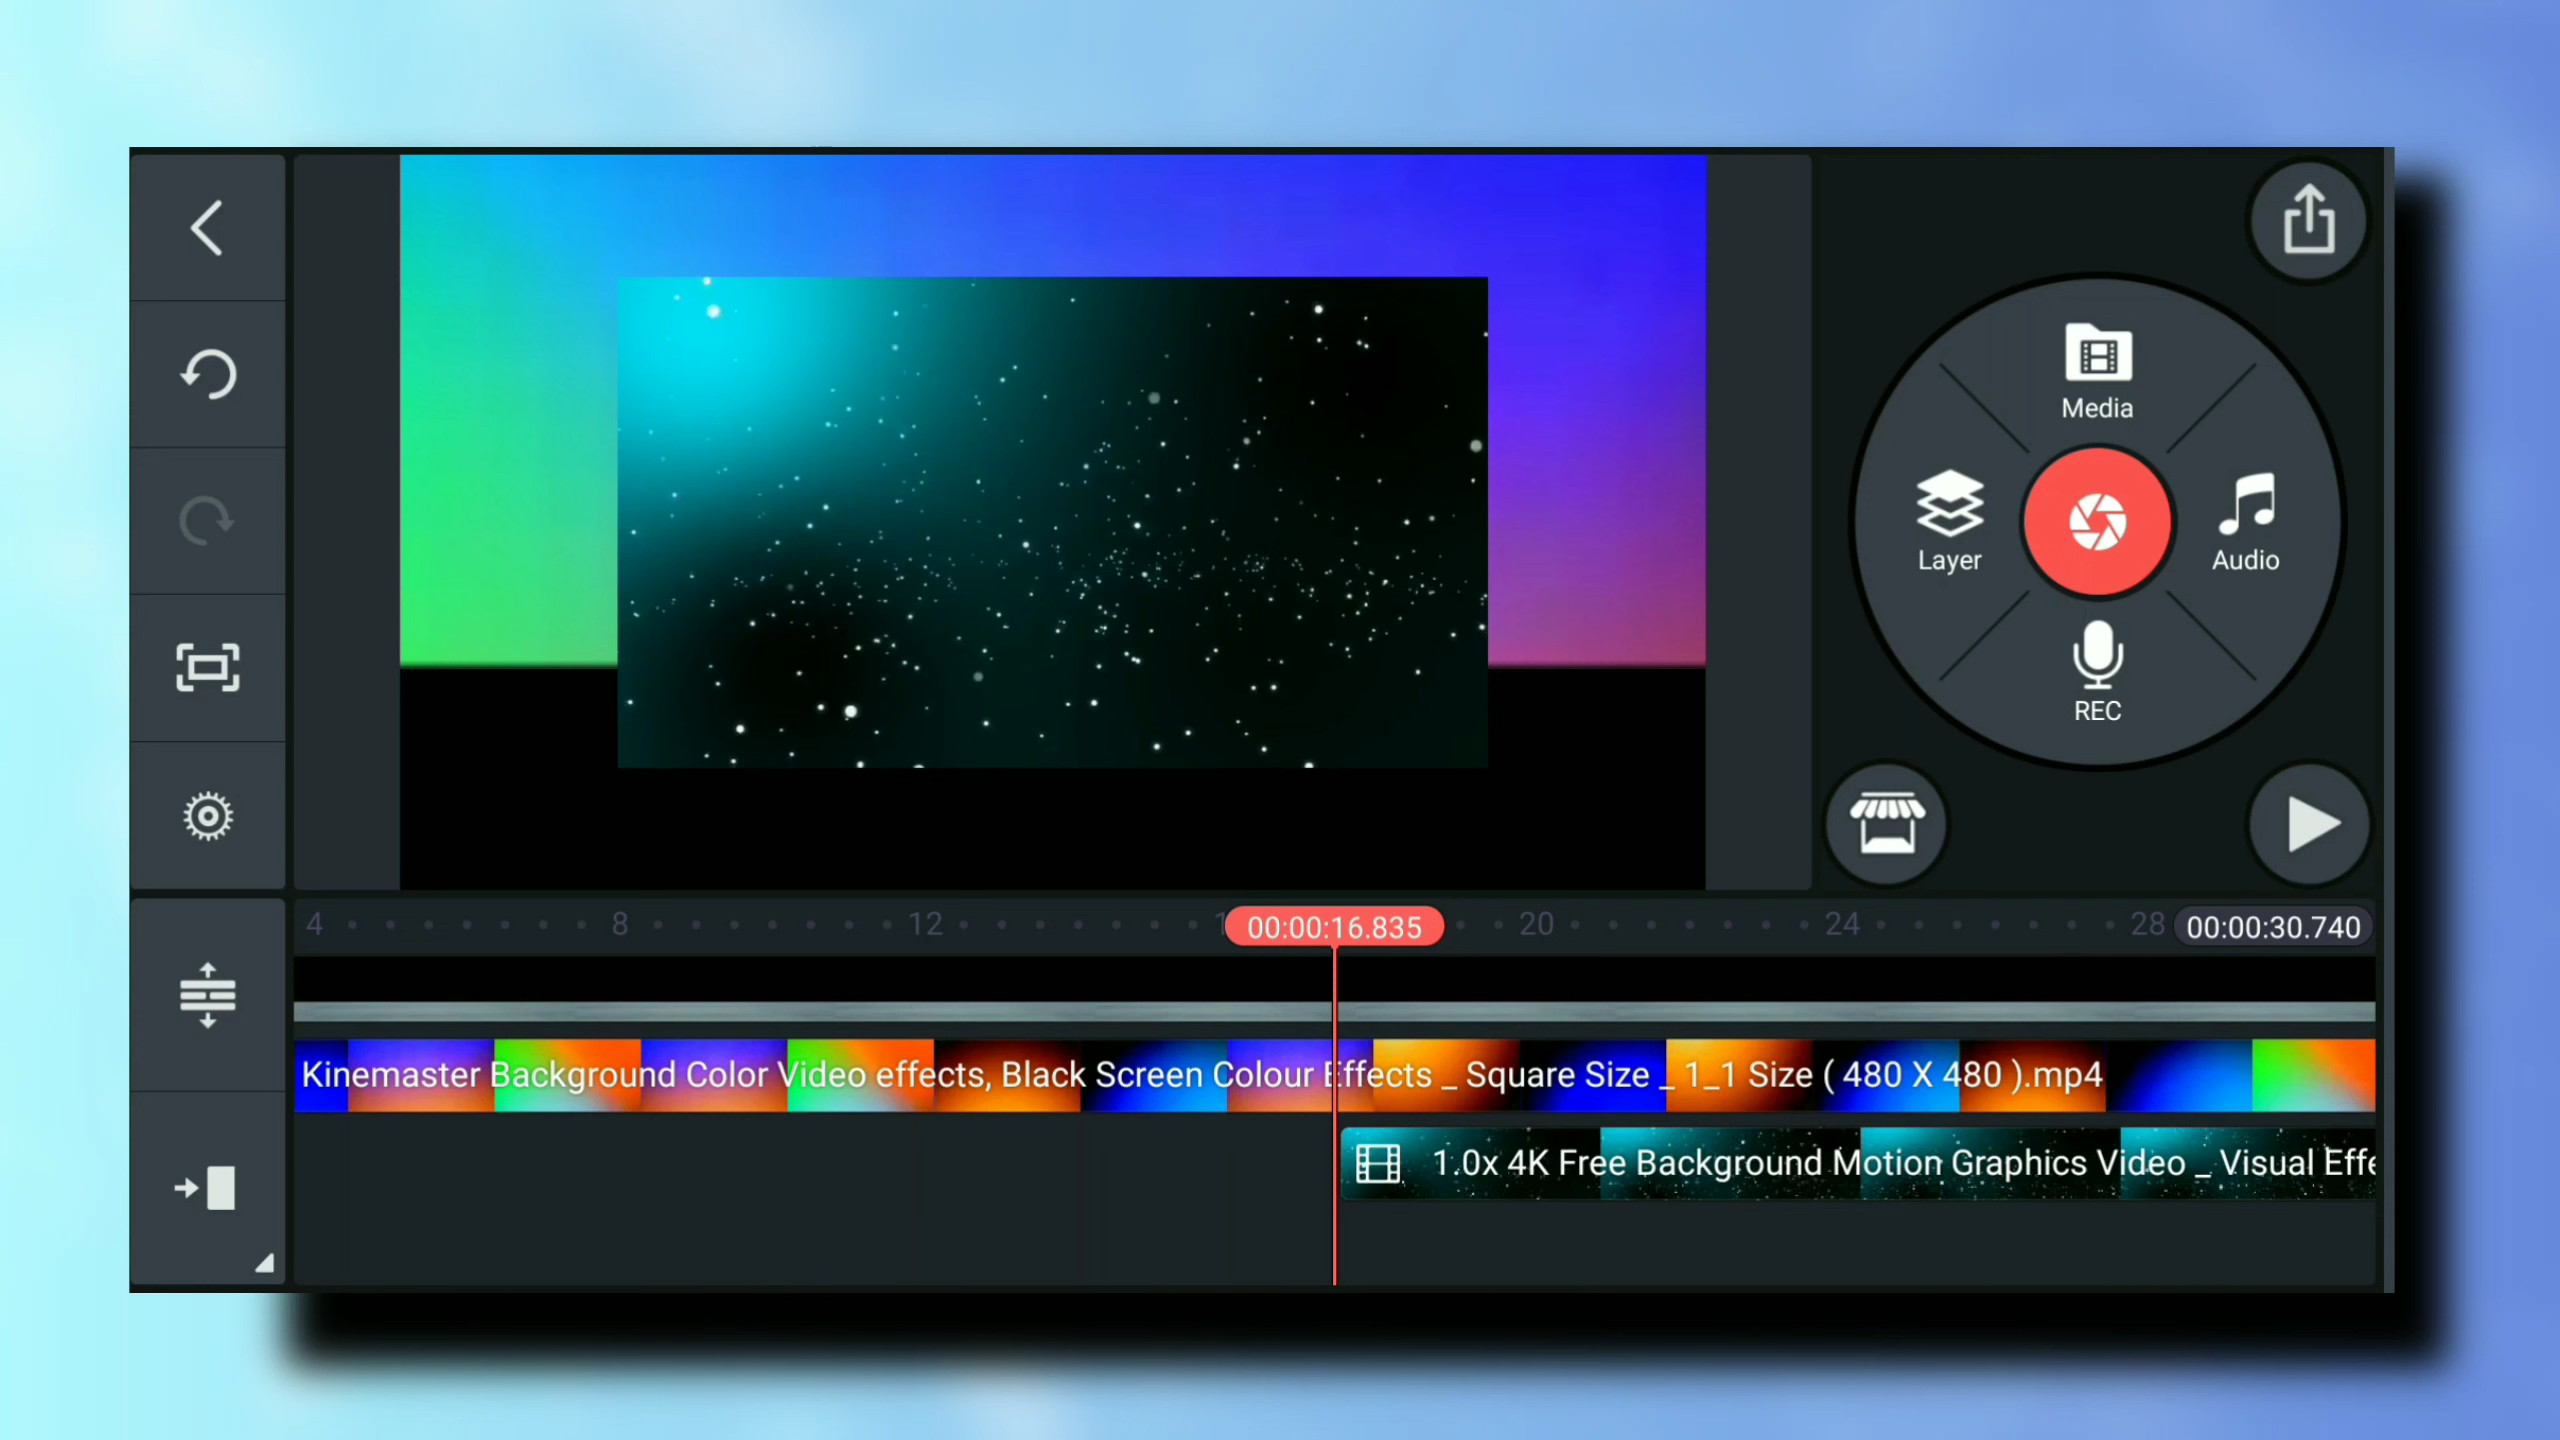 Media
Layer
Audio
REC
4 8 12 00:00:16.835 20 24 28 00:00:30.740
Kinemaster Background Color Video effects, Black Screen Colour Effects _ Square Size _ 1_1 Size ( 480 X 480 ).mp4
1.0x 4K Free Background Motion Graphics Video _ Visual Effe